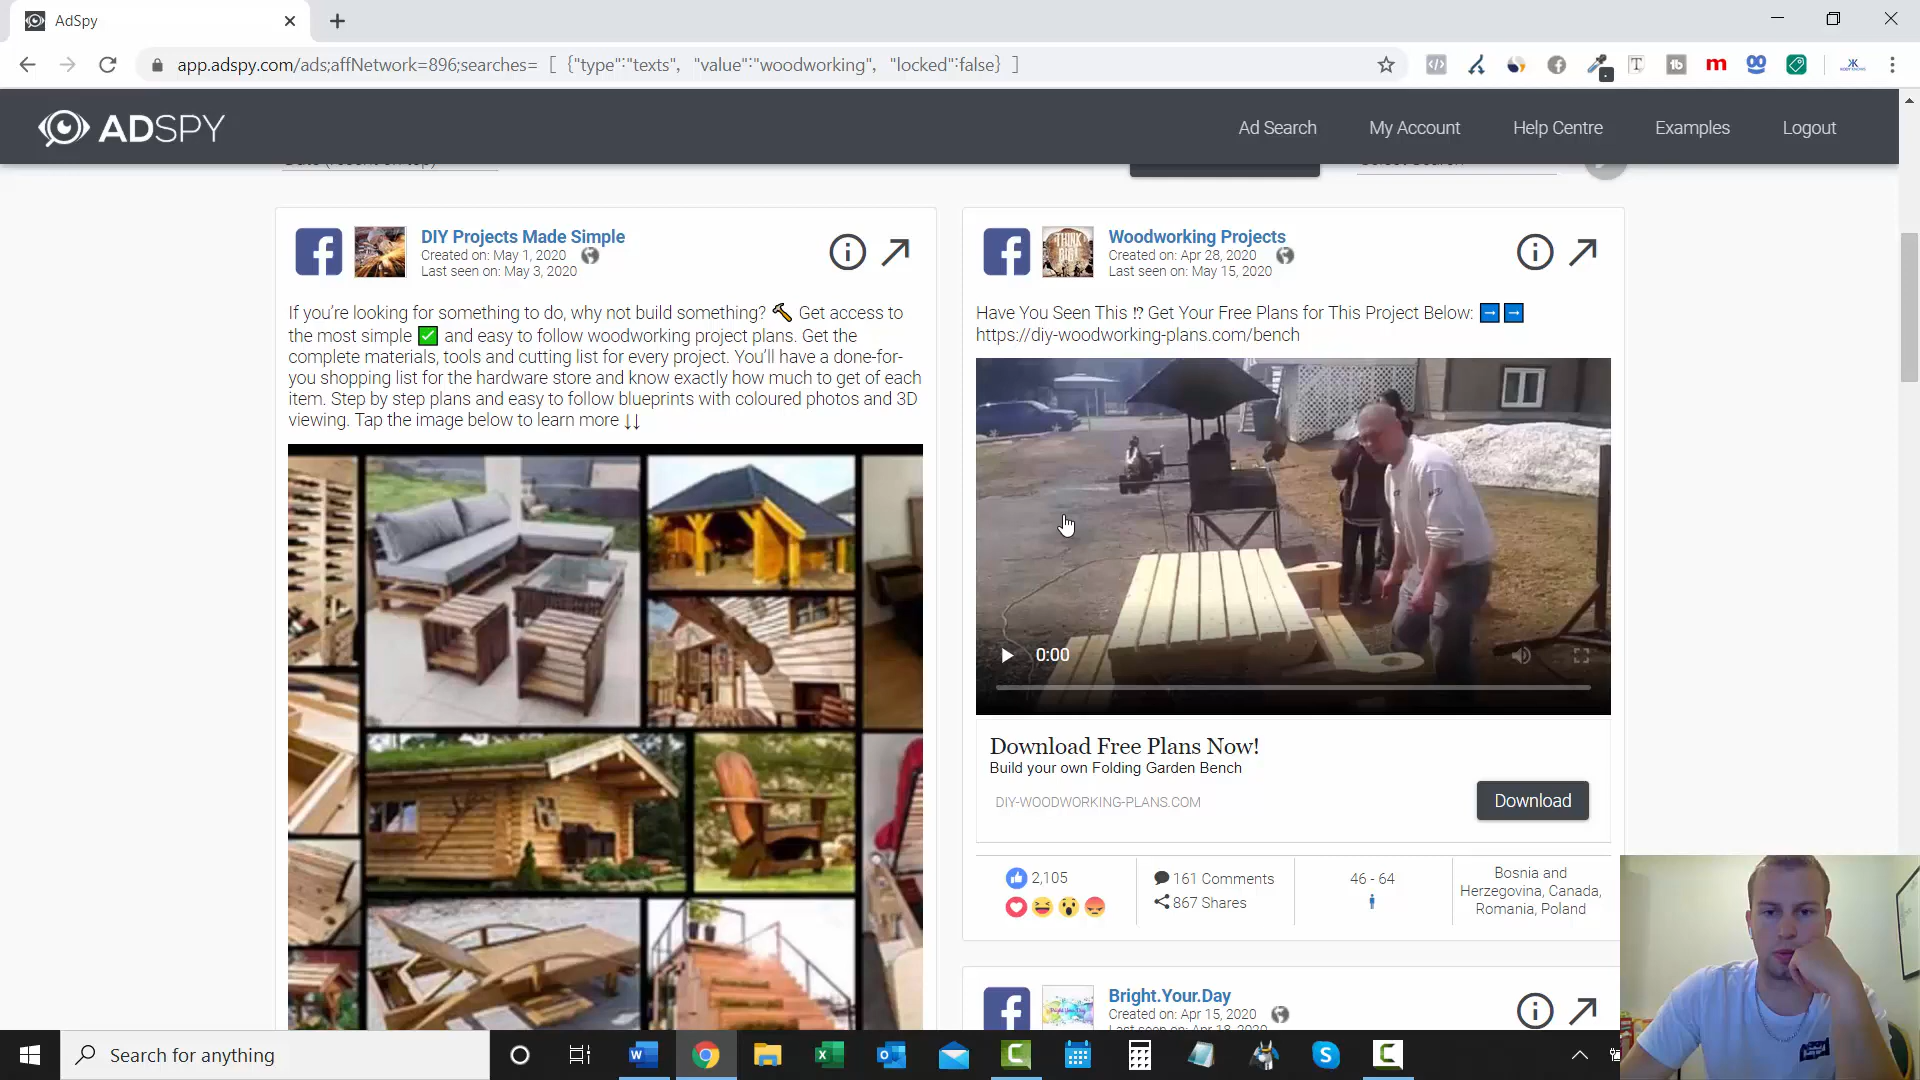 AdSpy
app.adspy.com/ads;affNetwork=896;searches= [ {"type":"texts", "value":"woodworking", "locked":false} ]
ADSPY
Ad Search
My Account
Help Centre
Examples
Logout
DIY Projects Made Simple
Created on: May 1, 2020
Last seen on: May 3, 2020
If you're looking for something to do, why not build something? 🔨 Get access to
the most simple ✅ and easy to follow woodworking project plans. Get the
complete materials, tools and cutting list for every project. You'll have a done-for-
you shopping list for the hardware store and know exactly how much to get of each
item. Step by step plans and easy to follow blueprints with coloured photos and 3D
viewing. Tap the image below to learn more ↓↓
Woodworking Projects
Created on: Apr 28, 2020
Last seen on: May 15, 2020
Have You Seen This ⁉ Get Your Free Plans for This Project Below: ➡➡
https://diy-woodworking-plans.com/bench
THINK BIG
0:00
Download Free Plans Now!
Build your own Folding Garden Bench
DIY-WOODWORKING-PLANS.COM
Download
2,105
161 Comments
867 Shares
46 - 64
Bosnia and
Herzegovina, Canada,
Romania, Poland
Bright.Your.Day
Created on: Apr 15, 2020
Last seen on: Apr 18, 2020
Search for anything